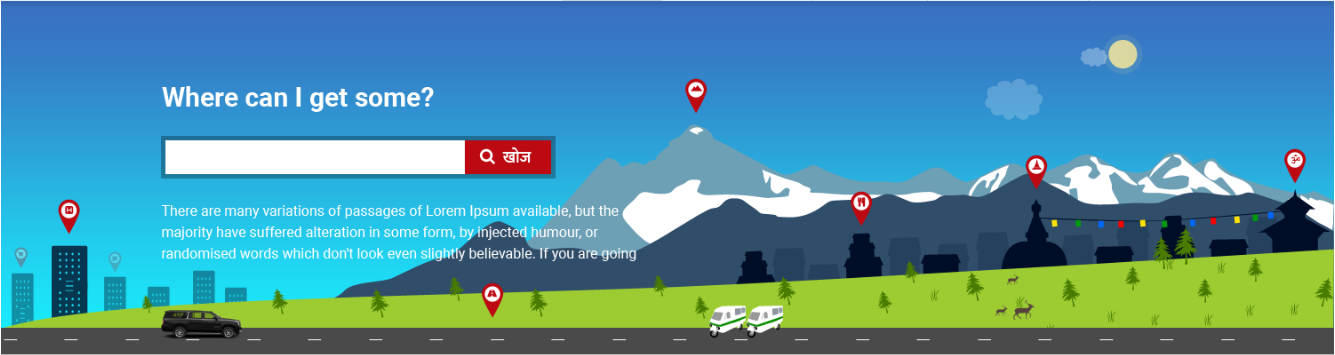 Where can I get some?
खोज
There are many variations of passages of Lorem Ipsum available, but the
majority have suffered alteration in some form, by injected humour, or
randomised words which don't look even slightly believable. If you are going